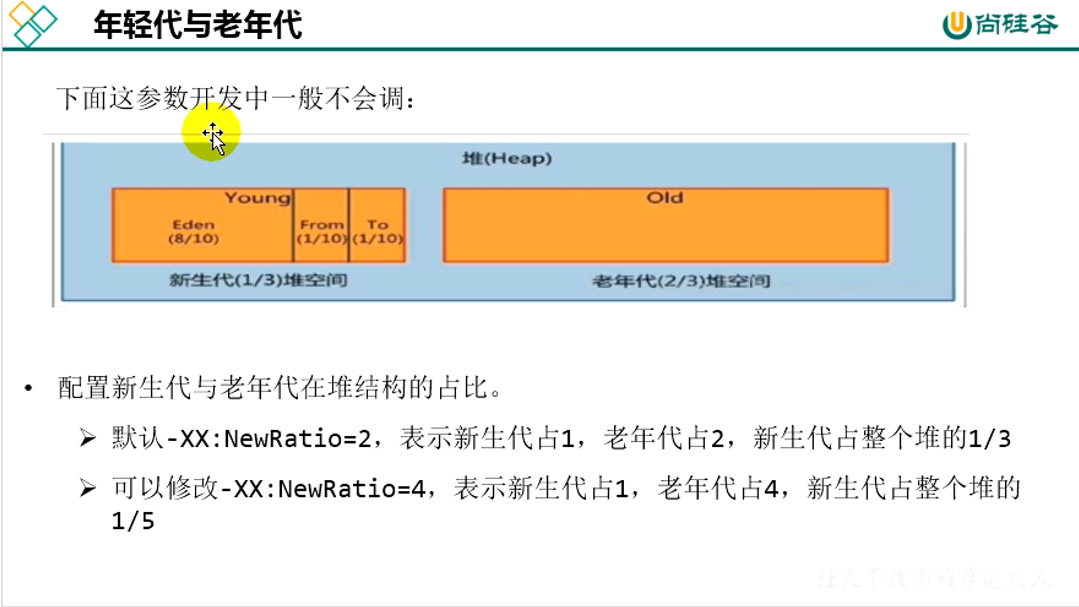 年轻代与老年代
尚硅谷
下面这参数开发中一般不会调：
堆(Heap)
Young
Old
Eden
(8/10)
From
(1/10)
To
(1/10)
新生代(1/3)堆空间
老年代(2/3)堆空间
• 配置新生代与老年代在堆结构的占比。
➢ 默认-XX:NewRatio=2，表示新生代占1，老年代占2，新生代占整个堆的1/3
➢ 可以修改-XX:NewRatio=4，表示新生代占1，老年代占4，新生代占整个堆的
1/5
让天下没有难学的技术